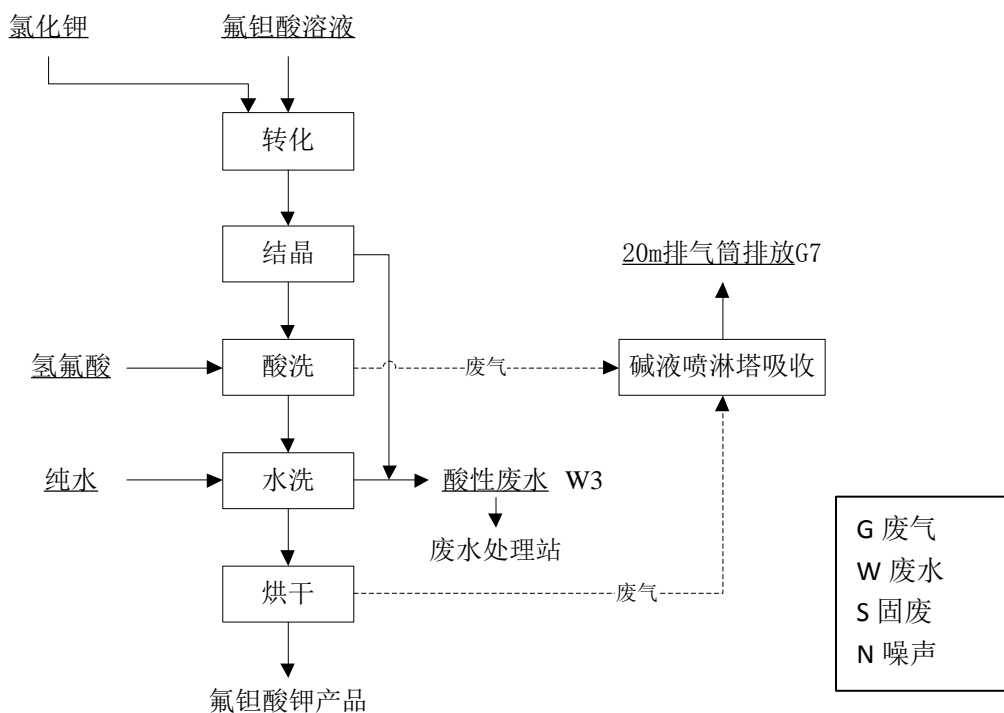 氯化钾
氟钽酸溶液
转化
结晶
20m排气筒排放G7
氢氟酸
酸洗
废气
碱液喷淋塔吸收
纯水
水洗
酸性废水 W3
废水处理站
烘干
废气
氟钽酸钾产品
G 废气
W 废水
S 固废
N 噪声